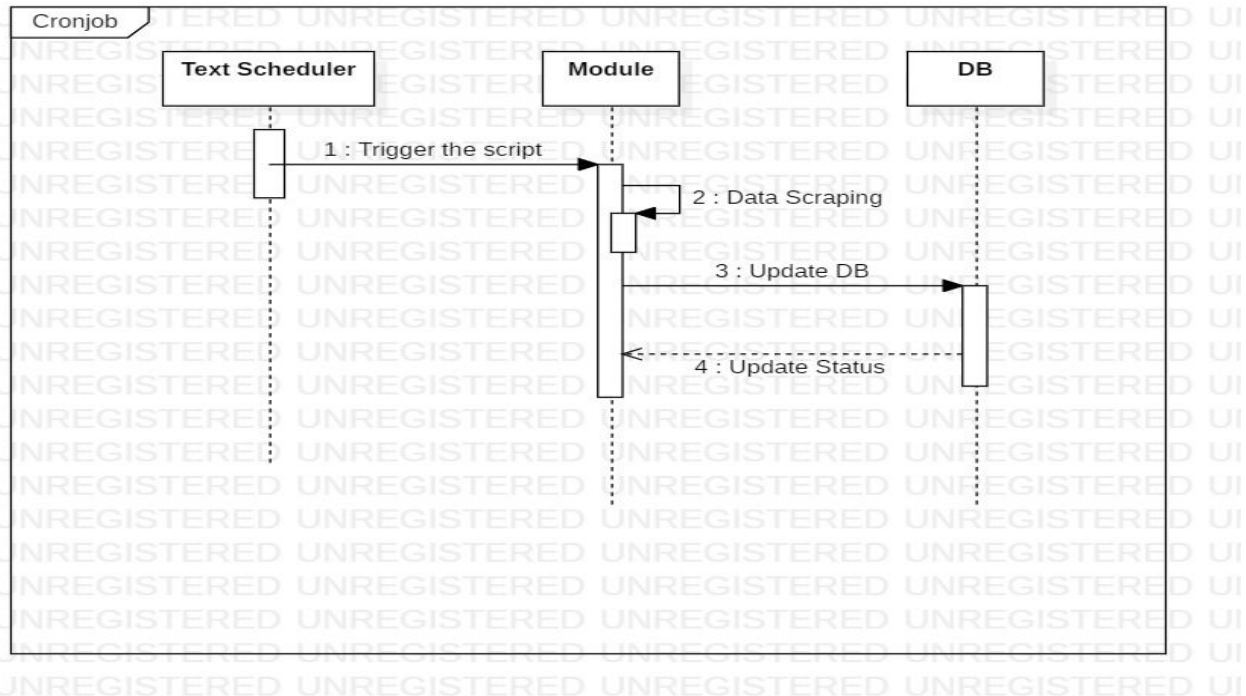 Cronjob
Text Scheduler
Module
DB
1 : Trigger the script
2 : Data Scraping
3 : Update DB
4 : Update Status
UNREGISTERED